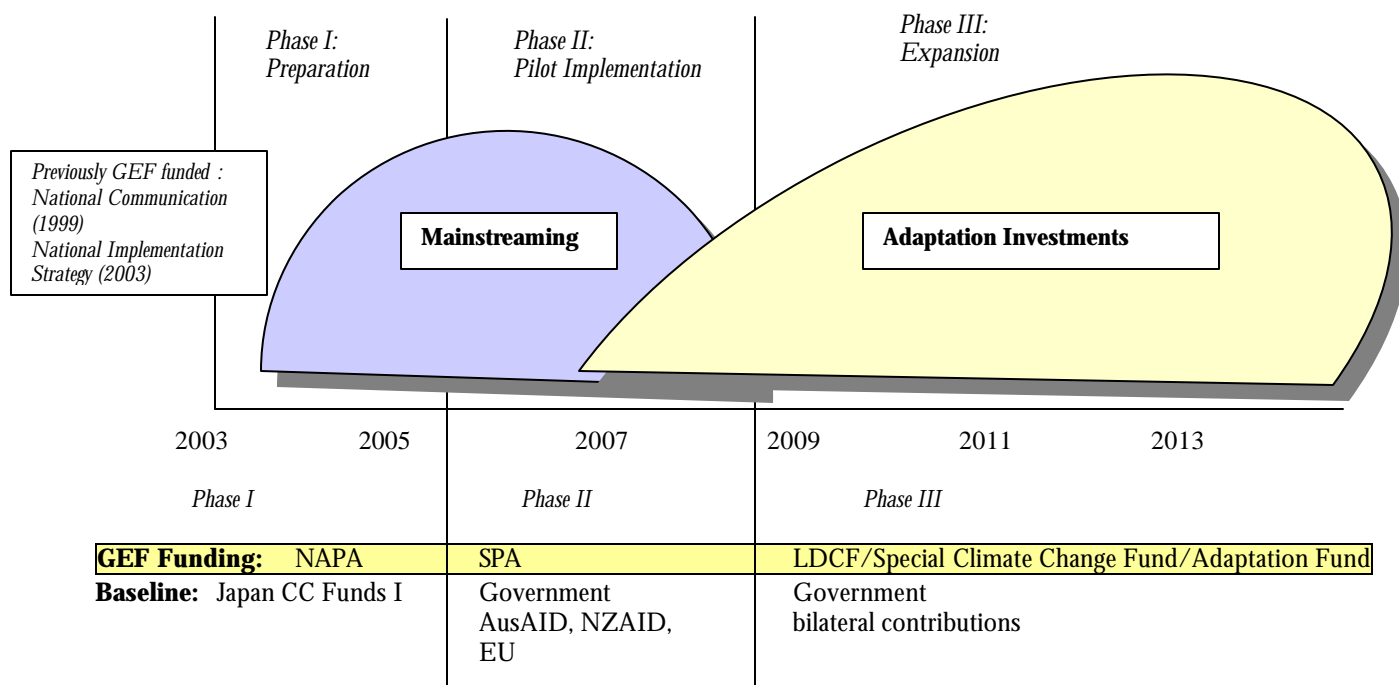 Phase I:
Preparation
Phase II:
Pilot Implementation
Phase III:
Expansion
Previously GEF funded :
National Communication
(1999)
National Implementation
Strategy (2003)
Mainstreaming
Adaptation Investments
2003 2005 2007 2009 2011 2013
Phase I Phase II Phase III
GEF Funding: NAPA SPA LDCF/Special Climate Change Fund/Adaptation Fund
Baseline: Japan CC Funds I Government Government
AusAID, NZAID, bilateral contributions
EU